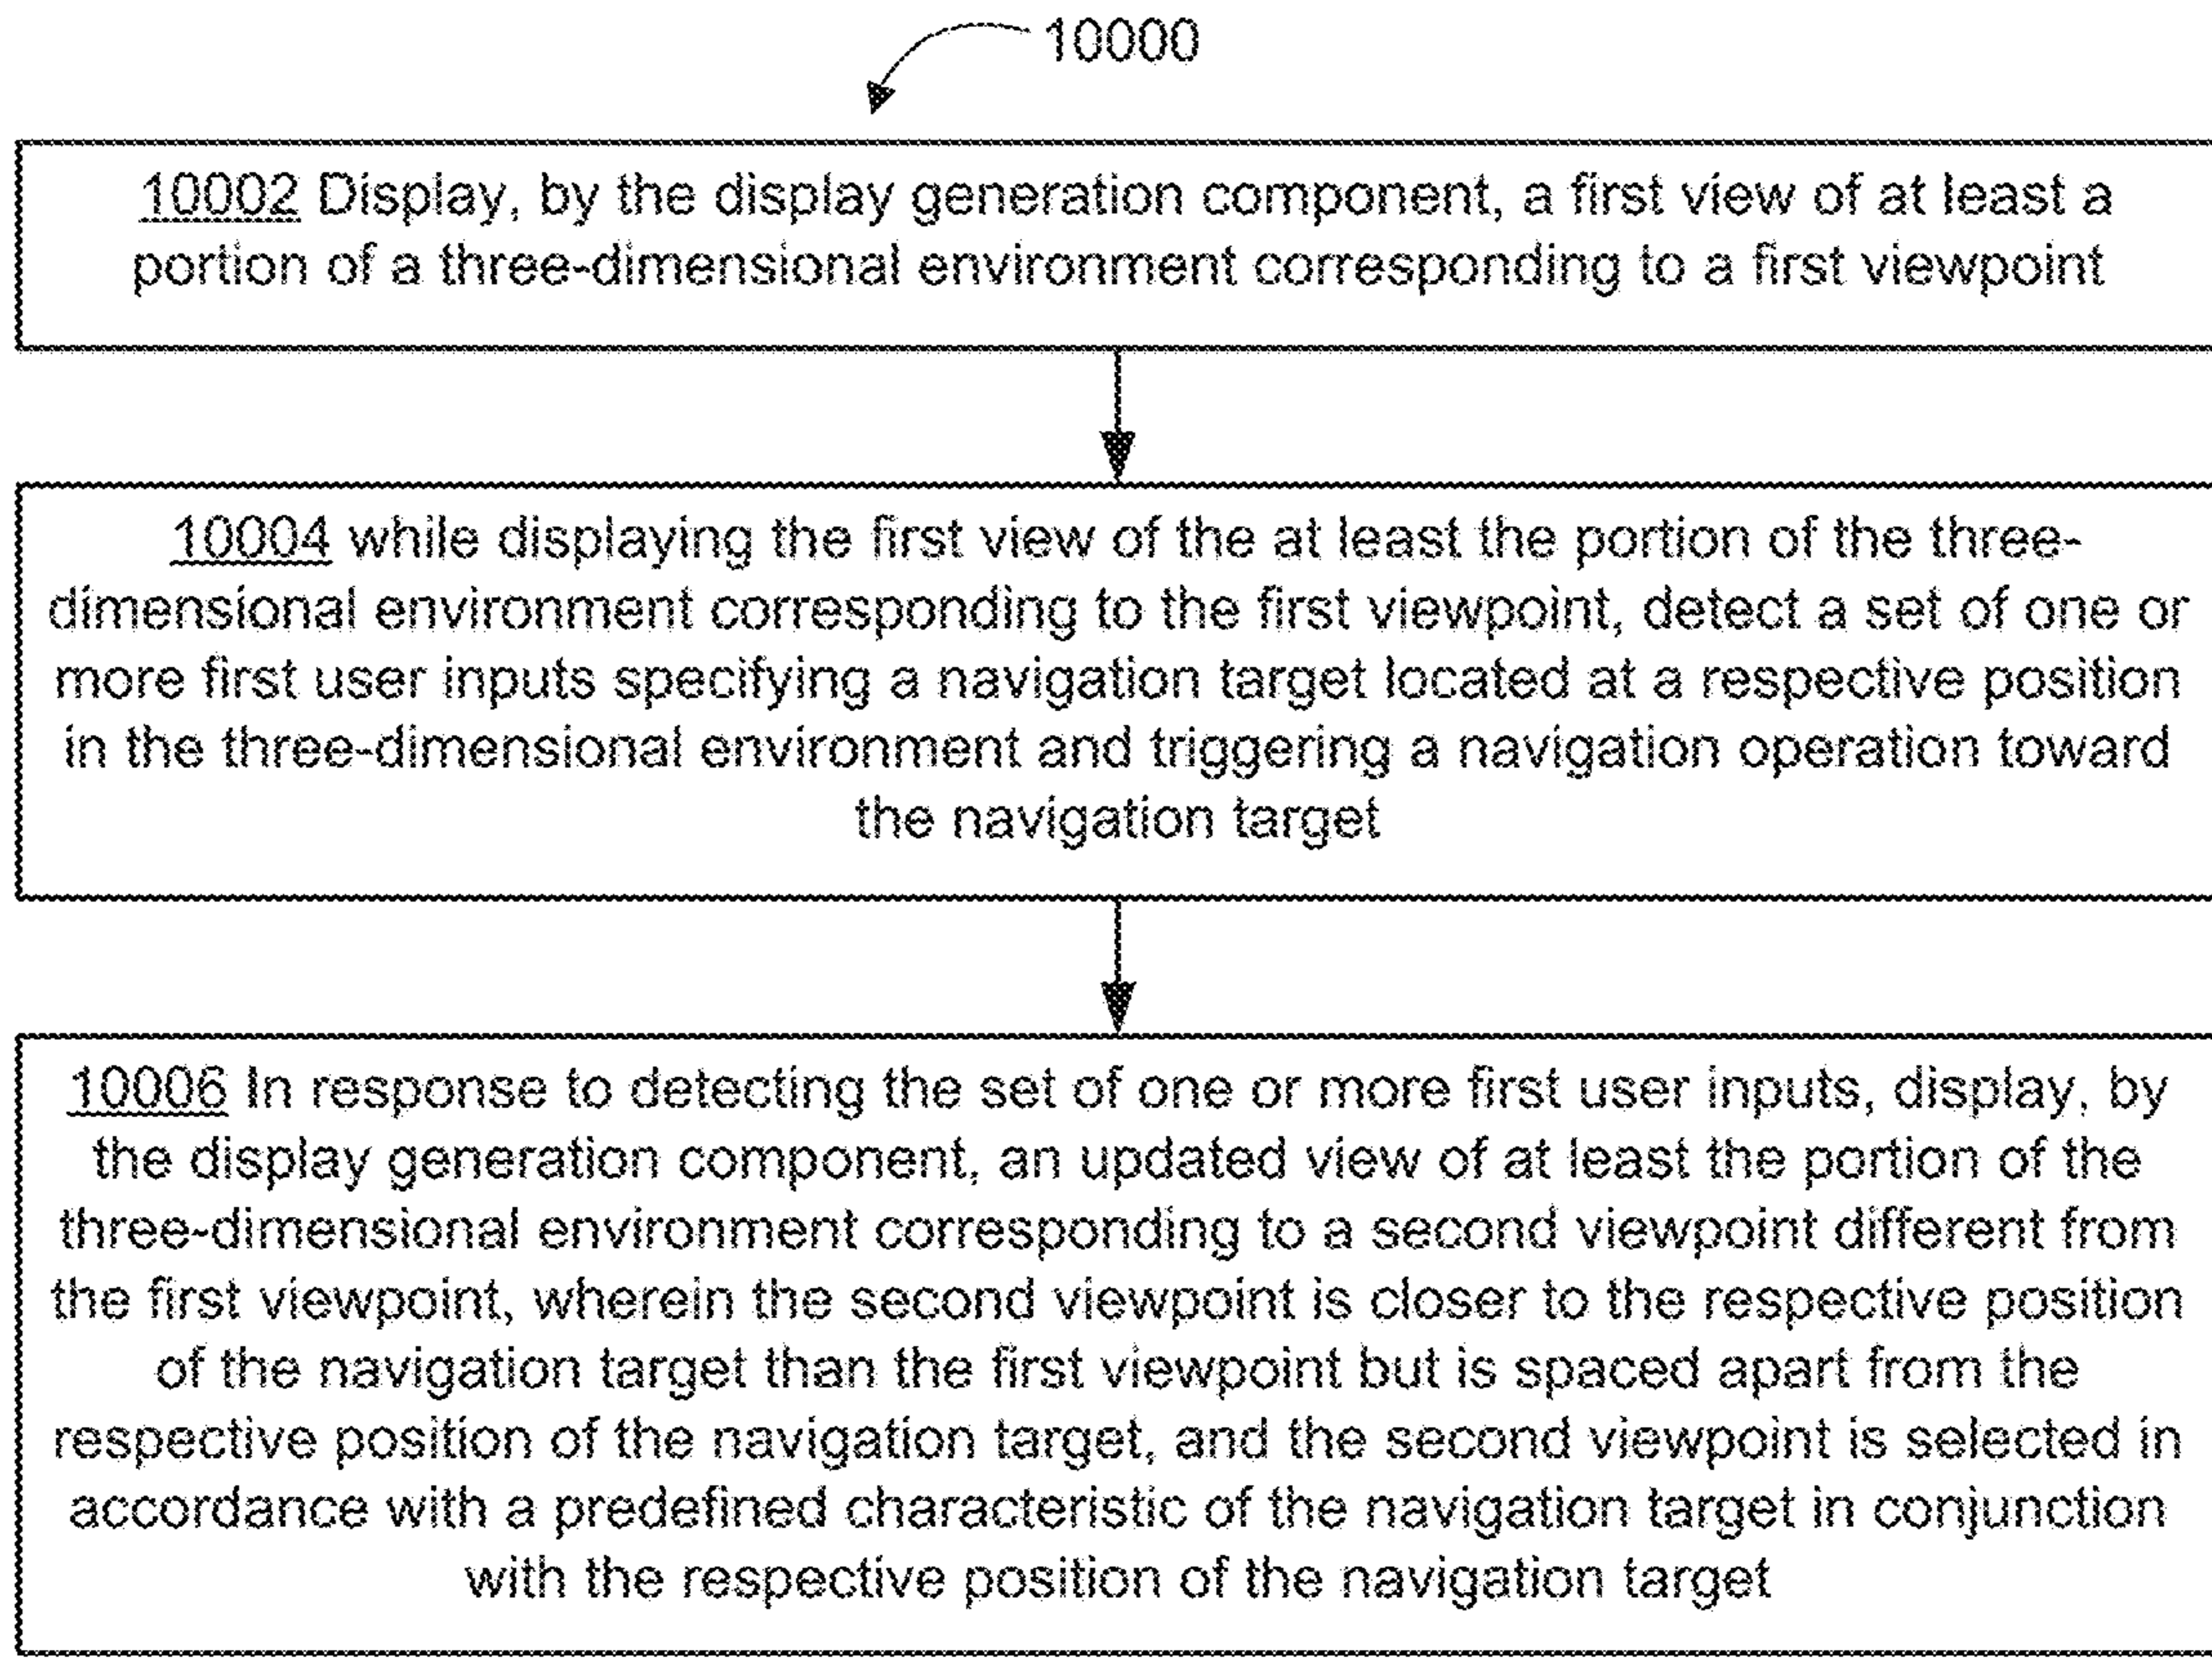 10000
10002 Display, by the display generation component, a first view of at least a
portion of a three-dimensional environment corresponding to a first viewpoint
10004 while displaying the first view of the at least the portion of the three-
dimensional environment corresponding to the first viewpoint, detect a set of one or
more first user inputs specifying a navigation target located at a respective position
in the three-dimensional environment and triggering a navigation operation toward
the navigation target
10006 In response to detecting the set of one or more first user inputs, display, by
the display generation component, an updated view of at least the portion of the
three-dimensional environment corresponding to a second viewpoint different from
the first viewpoint, wherein the second viewpoint is closer to the respective position
of the navigation target than the first viewpoint but is spaced apart from the
respective position of the navigation target, and the second viewpoint is selected in
accordance with a predefined characteristic of the navigation target in conjunction
with the respective position of the navigation target